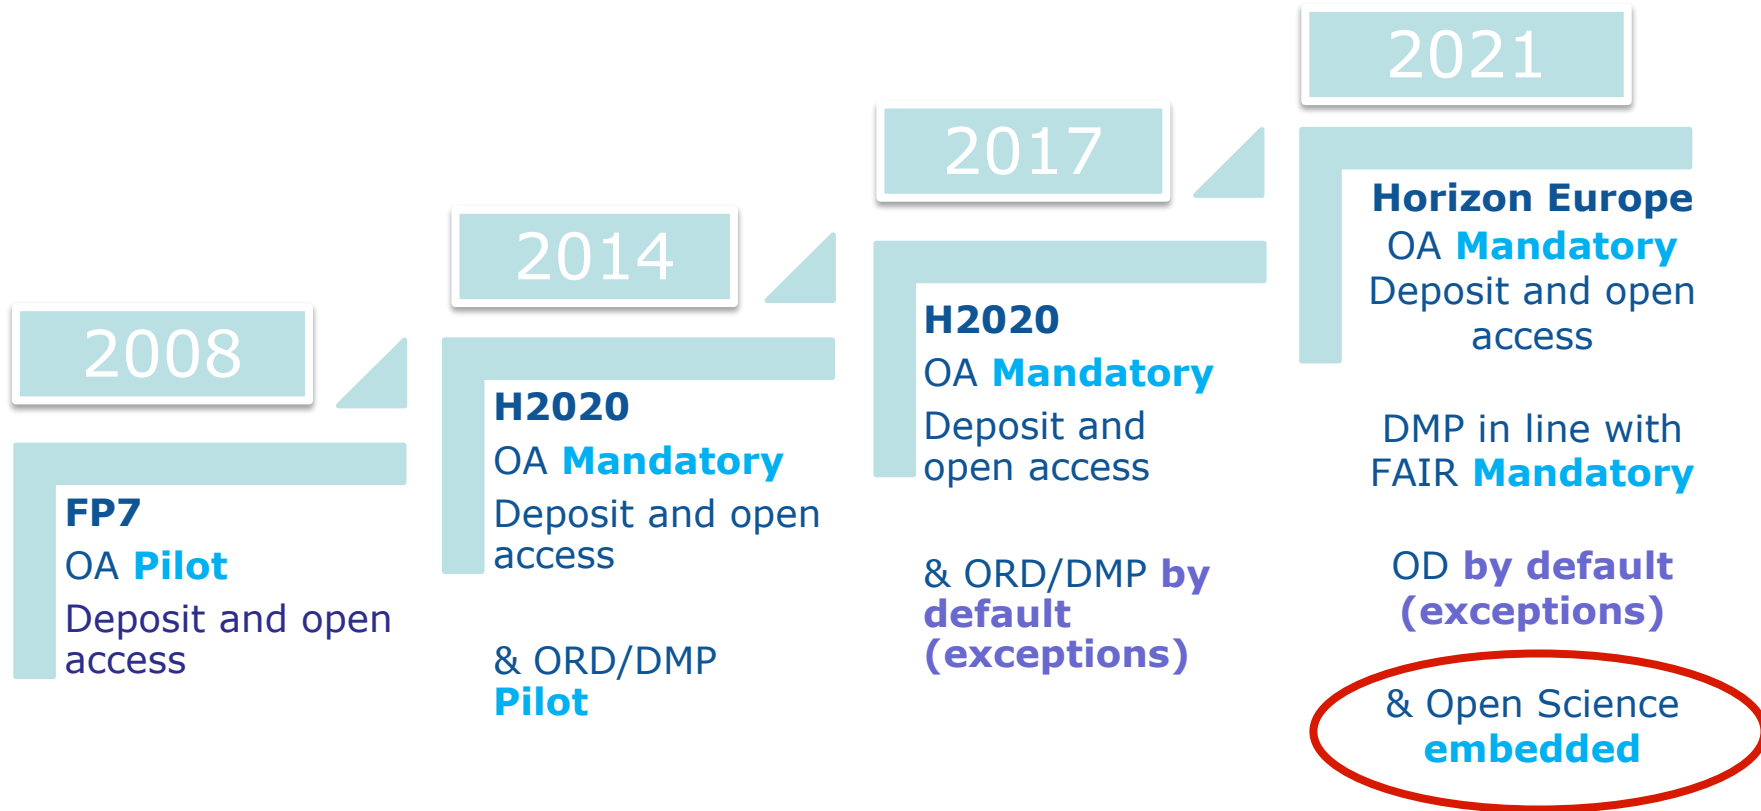 2008
FP7
OA Pilot
Deposit and open
access
2014
H2020
OA Mandatory
Deposit and open
access
& ORD/DMP
Pilot
2017
H2020
OA Mandatory
Deposit and
open access
& ORD/DMP by
default
(exceptions)
2021
Horizon Europe
OA Mandatory
Deposit and open
access
DMP in line with
FAIR Mandatory
OD by default
(exceptions)
& Open Science
embedded